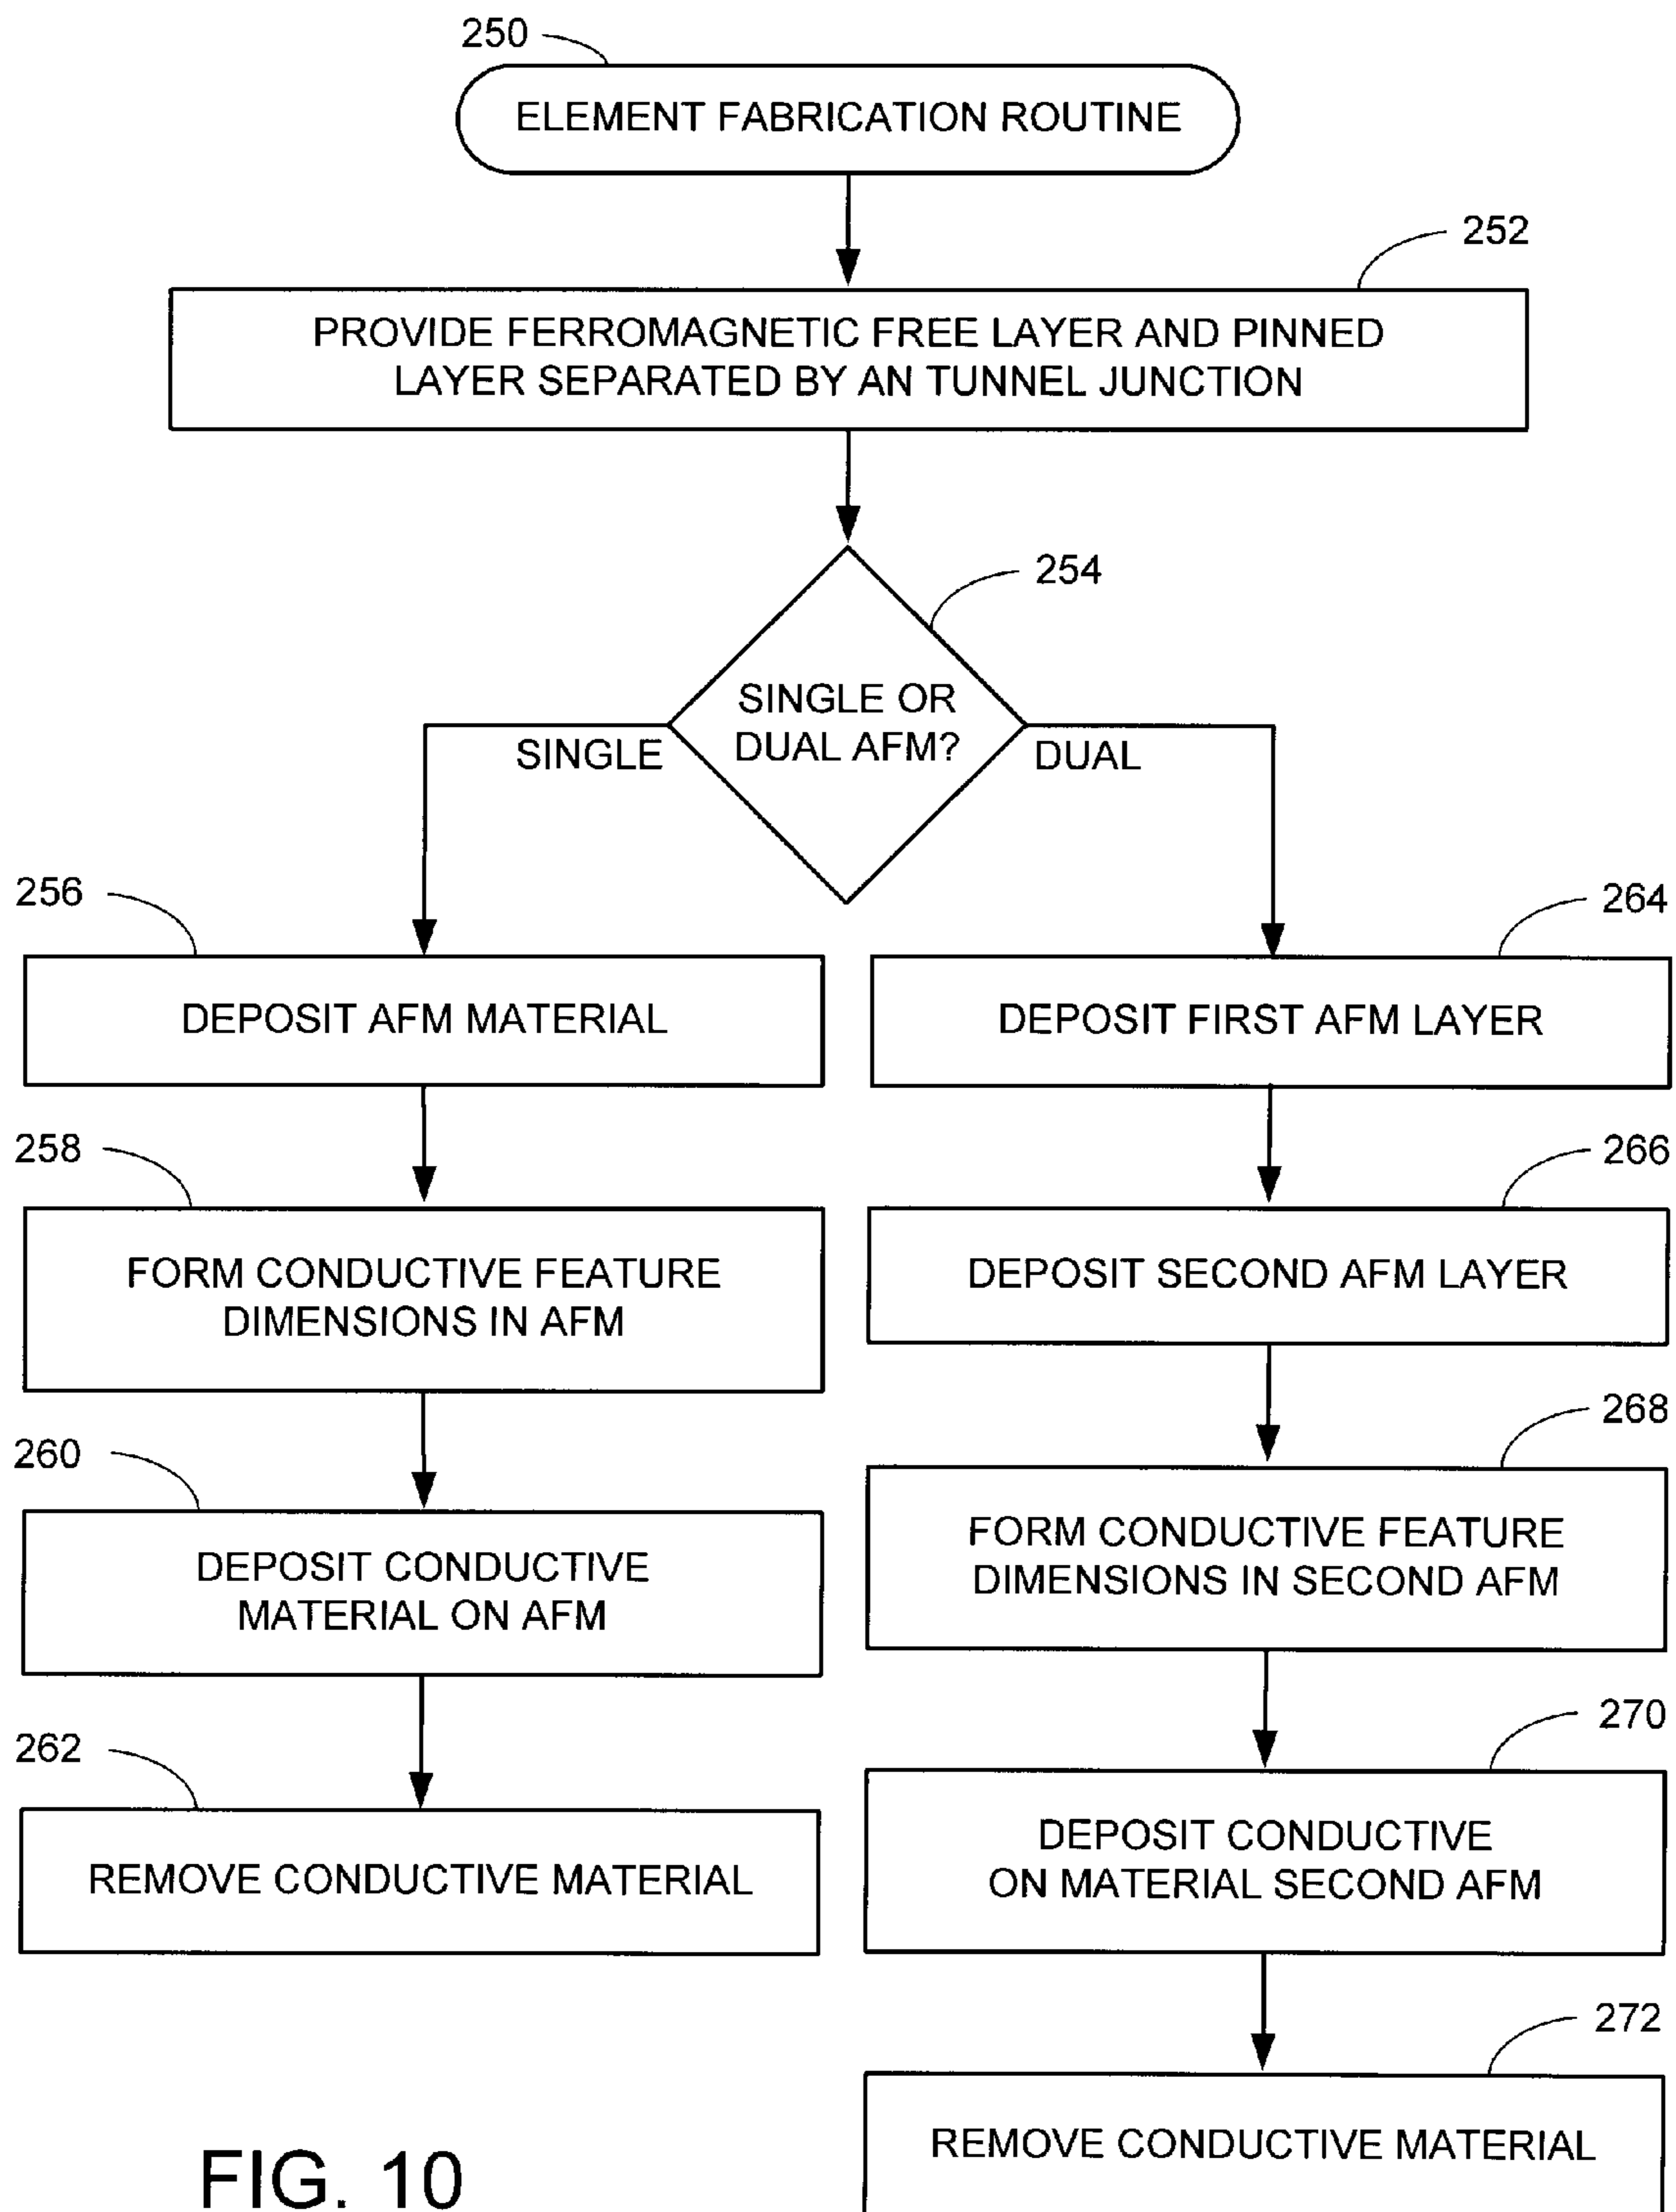 250
ELEMENT FABRICATION ROUTINE
252
PROVIDE FERROMAGNETIC FREE LAYER AND PINNED
LAYER SEPARATED BY AN TUNNEL JUNCTION
254
SINGLE OR
DUAL AFM?
SINGLE
DUAL
256
DEPOSIT AFM MATERIAL
258
FORM CONDUCTIVE FEATURE
DIMENSIONS IN AFM
260
DEPOSIT CONDUCTIVE
MATERIAL ON AFM
262
REMOVE CONDUCTIVE MATERIAL
264
DEPOSIT FIRST AFM LAYER
266
DEPOSIT SECOND AFM LAYER
268
FORM CONDUCTIVE FEATURE
DIMENSIONS IN SECOND AFM
270
DEPOSIT CONDUCTIVE
ON MATERIAL SECOND AFM
272
REMOVE CONDUCTIVE MATERIAL
FIG. 10